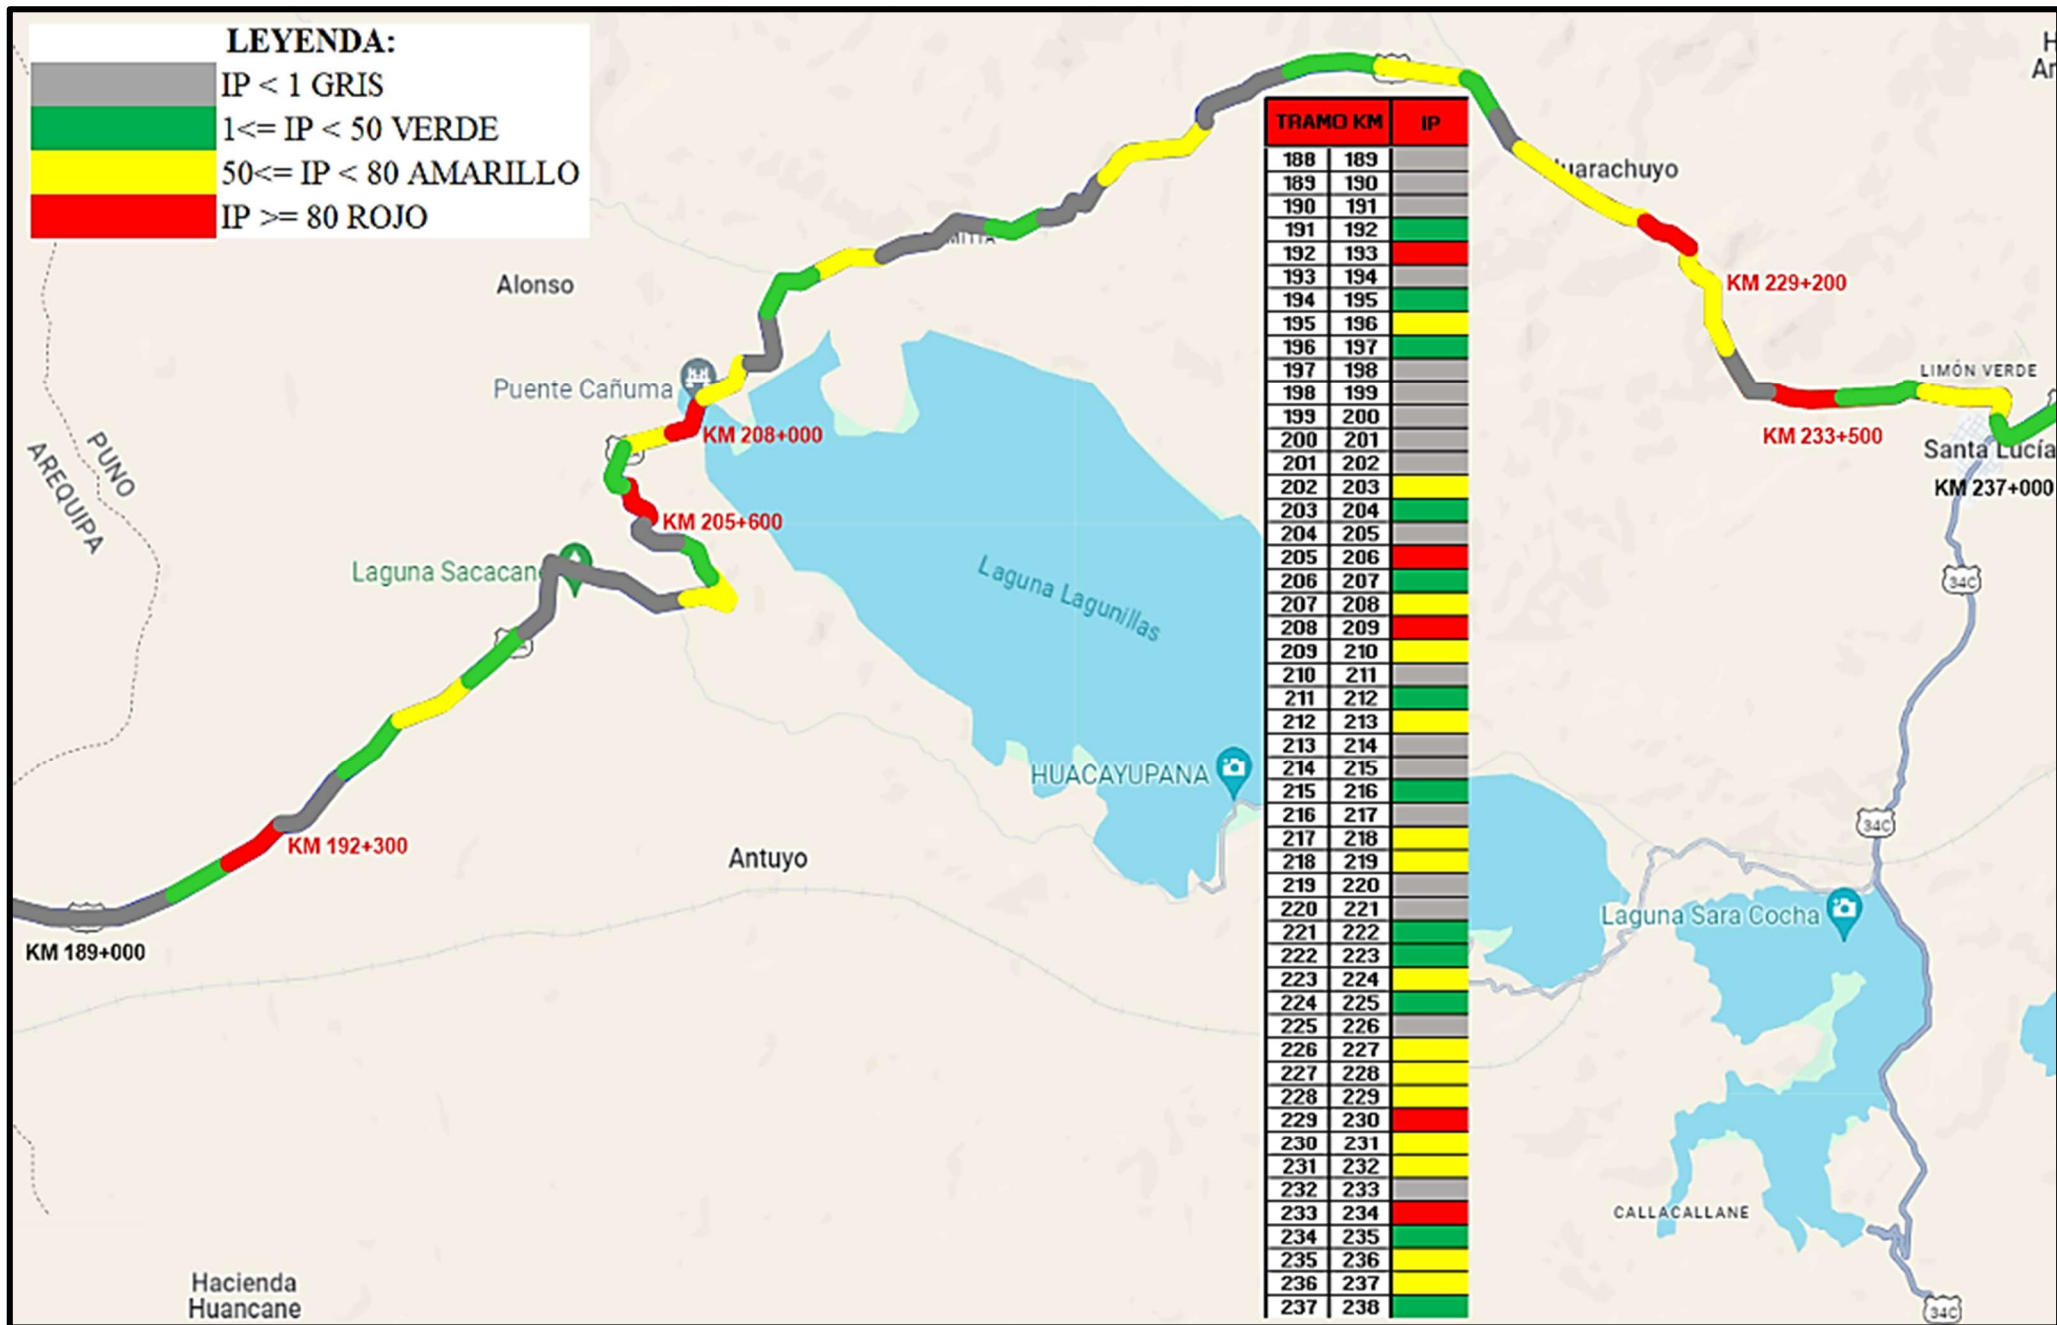 LEYENDA:
IP < 1 GRIS
1<= IP < 50 VERDE
50<= IP < 80 AMARILLO
IP >= 80 ROJO
H
Ar
TRAMO KM IP
188 189
189 190
190 191
191 192
192 193
193 194
194 195
195 196
196 197
197 198
198 199
199 200
200 201
201 202
202 203
203 204
204 205
205 206
206 207
207 208
208 209
209 210
210 211
211 212
212 213
213 214
214 215
215 216
216 217
217 218
218 219
219 220
220 221
221 222
222 223
223 224
224 225
225 226
226 227
227 228
228 229
229 230
230 231
231 232
232 233
233 234
234 235
235 236
236 237
237 238
uarachuyo
Alonso
KM 229+200
LIMÓN VERDE
Puente Cañuma
KM 208+000
KM 233+500
Santa Lucía
KM 237+000
PUNO
AREQUIPA
KM 205+600
Laguna Sacacan
Laguna Lagunillas
34C
HUACAYUPANA
34C
KM 192+300
Antuyo
Laguna Sara Cocha
KM 189+000
CALLACALLANE
Hacienda
Huancane
34C